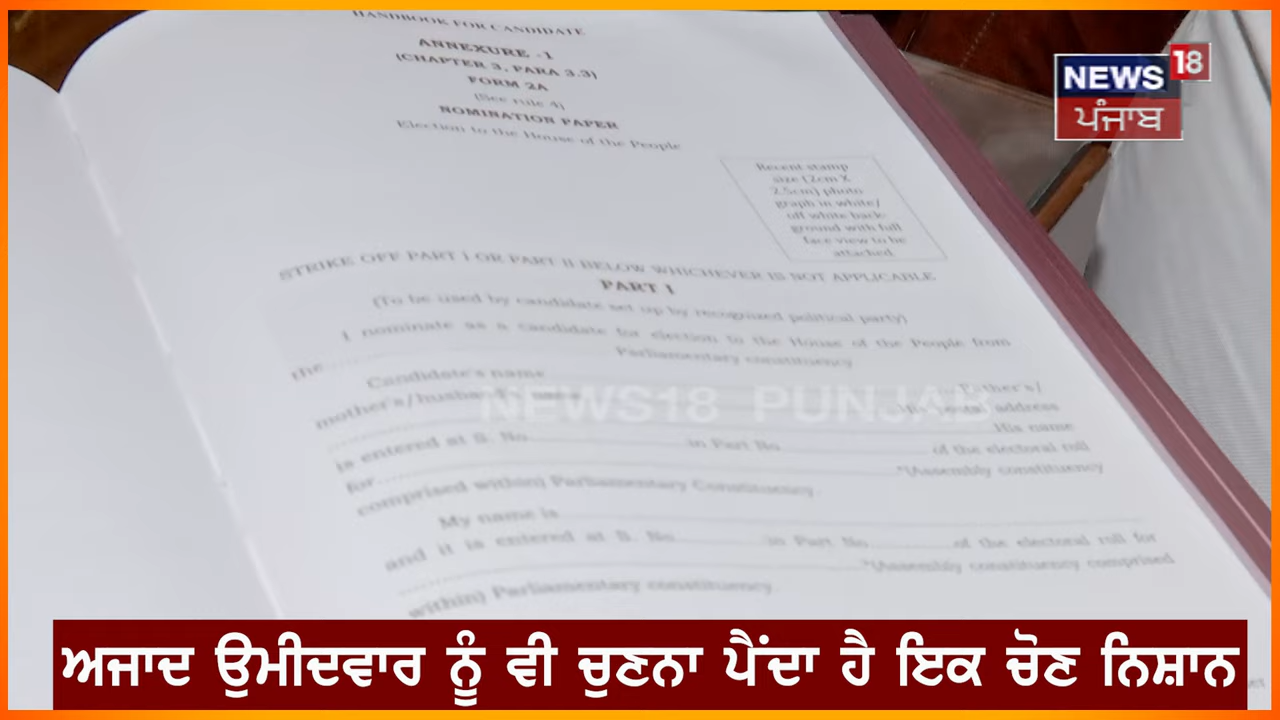 HANDBOOK FOR CANDIDATE
ANNEXURE -1
(CHAPTER 3, PARA 3.3)
FORM 2A
(See rule 4)
NOMINATION PAPER
Election to the House of the People
NEWS 18
ਪੰਜਾਬ
Recent stamp
size (2cm X
2.5cm) photo
graph in white/
off white back-
ground with full
face view to be
attached
STRIKE OFF PART I OR PART II BELOW WHICHEVER IS NOT APPLICABLE
PART I
(To be used by candidate set up by recognized political party)
I nominate as a candidate for election to the House of the People from
the.................... Parliamentary constituency
Candidate's name .................... Father's/
mother's/husband's name .................... His postal address
.................... His name
is entered at S. No.................... in Part No .................... of the electoral roll
for.................... *(Assembly constituency
comprised within) Parliamentary Constituency.
NEWS18 PUNJAB
My name is ....................
and it is entered at S. No.................... in Part No....................of the electoral roll for
.................... *(Assembly constituency comprised
within) Parliamentary constituency.
ਅਜਾਦ ਉਮੀਦਵਾਰ ਨੂੰ ਵੀ ਚੁਣਨਾ ਪੈਂਦਾ ਹੈ ਇਕ ਚੋਣ ਨਿਸ਼ਾਨ